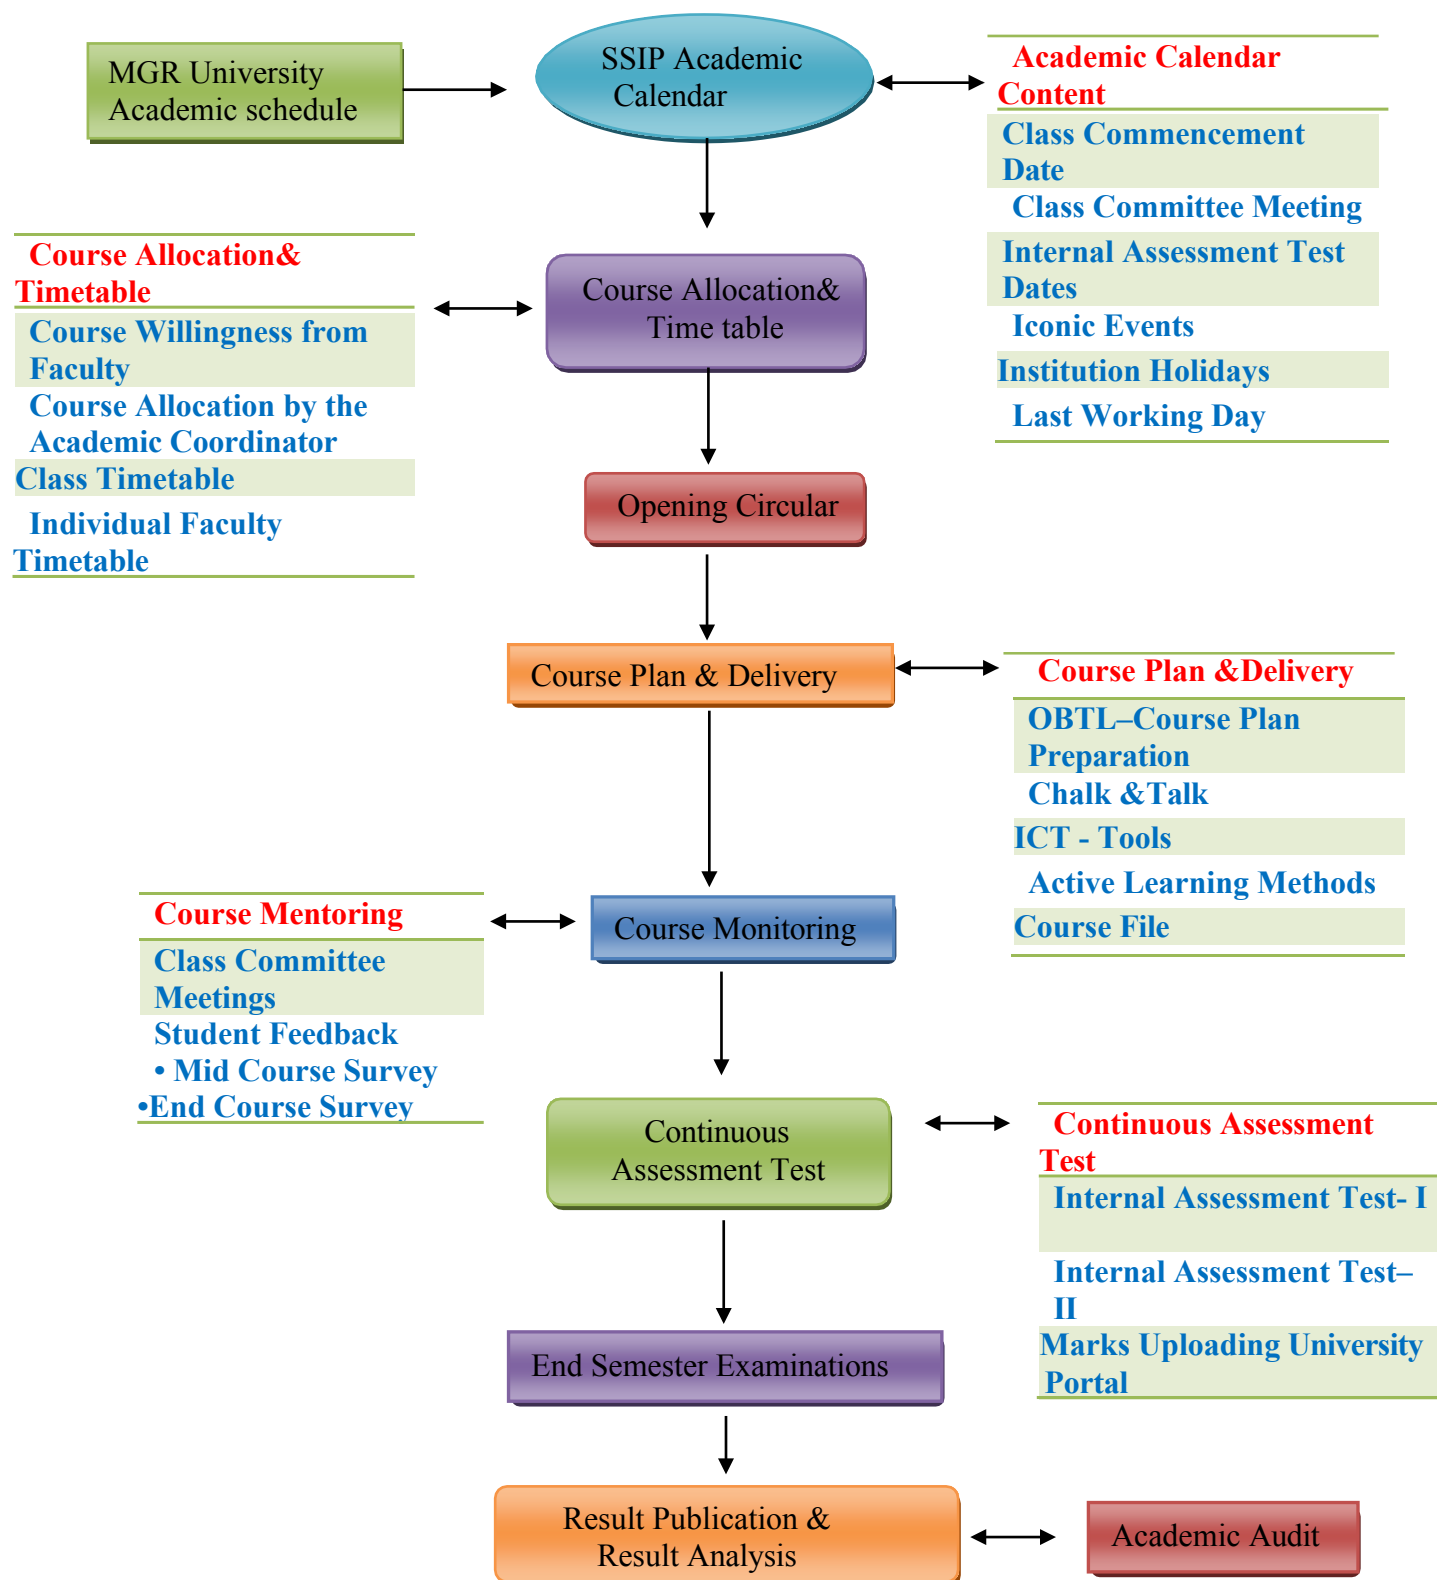 MGR University
Academic schedule
SSIP Academic
Calendar
Academic Calendar
Content
Class Commencement
Date
Class Committee Meeting
Internal Assessment Test
Dates
Iconic Events
Institution Holidays
Last Working Day
Course Allocation&
Timetable
Course Willingness from
Faculty
Course Allocation by the
Academic Coordinator
Class Timetable
Individual Faculty
Timetable
Course Allocation&
Time table
Opening Circular
Course Plan & Delivery
Course Plan &Delivery
OBTL–Course Plan
Preparation
Chalk &Talk
ICT - Tools
Active Learning Methods
Course File
Course Mentoring
Class Committee
Meetings
Student Feedback
• Mid Course Survey
•End Course Survey
Course Monitoring
Continuous
Assessment Test
Continuous Assessment
Test
Internal Assessment Test- I
Internal Assessment Test–
II
Marks Uploading University
Portal
End Semester Examinations
Result Publication &
Result Analysis
Academic Audit